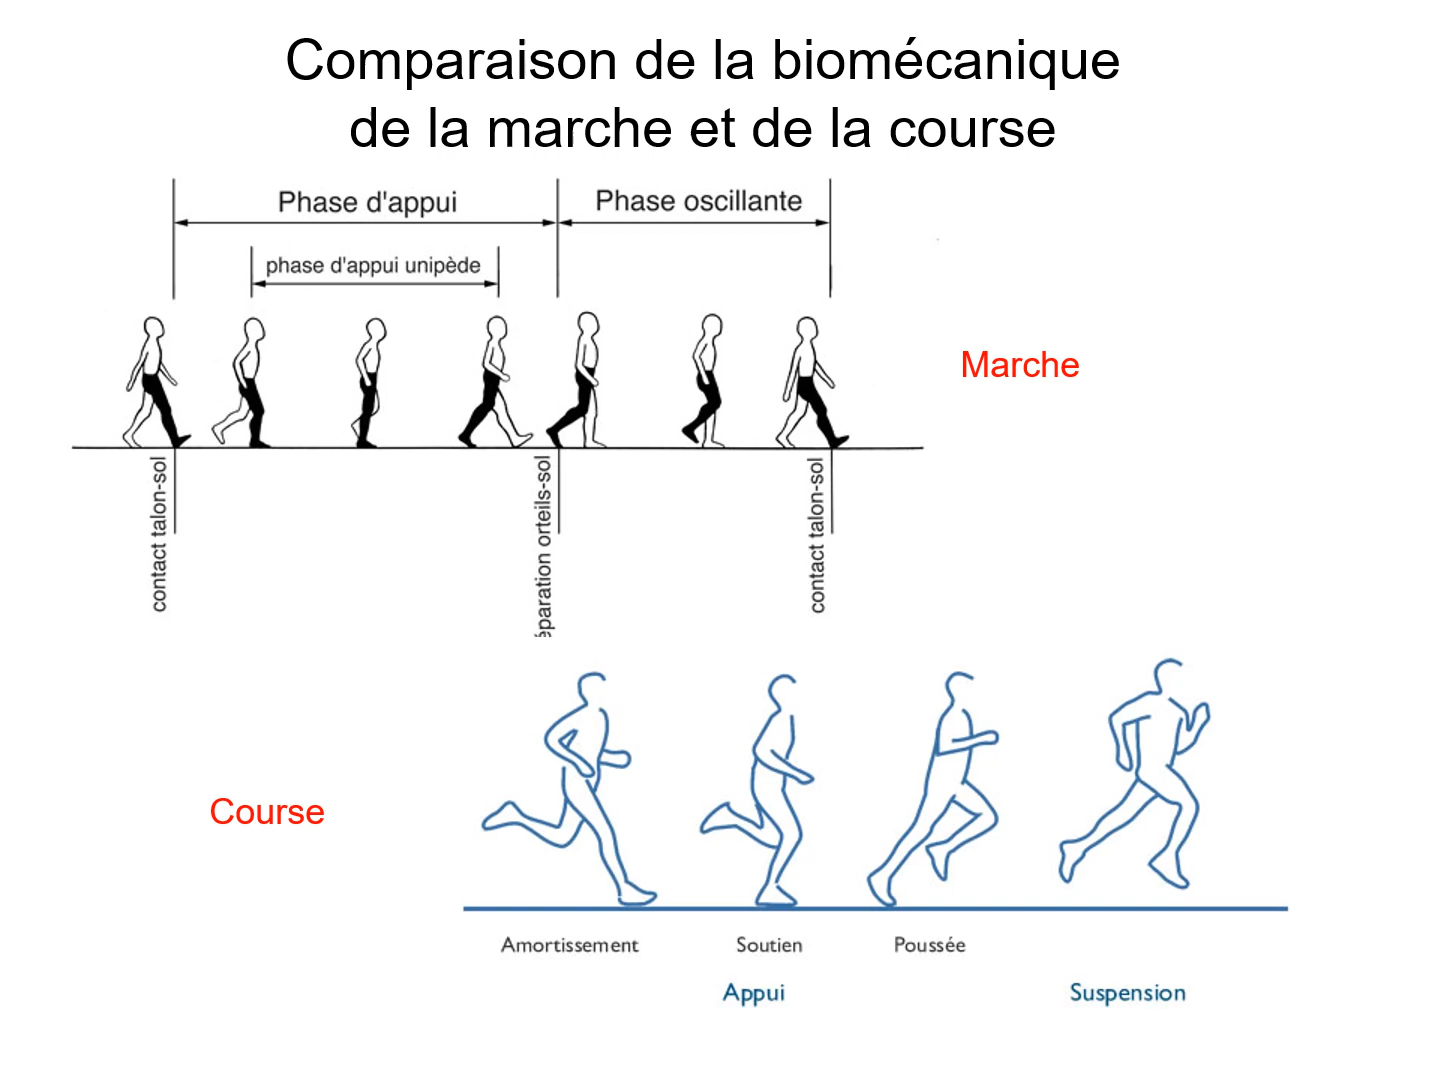 Comparaison de la biomécanique
de la marche et de la course
Phase d'appui
Phase oscillante
phase d'appui unipède
Marche
contact talon-sol
éparation orteils-sol
contact talon-sol
Course
Amortissement
Soutien
Poussée
Appui
Suspension